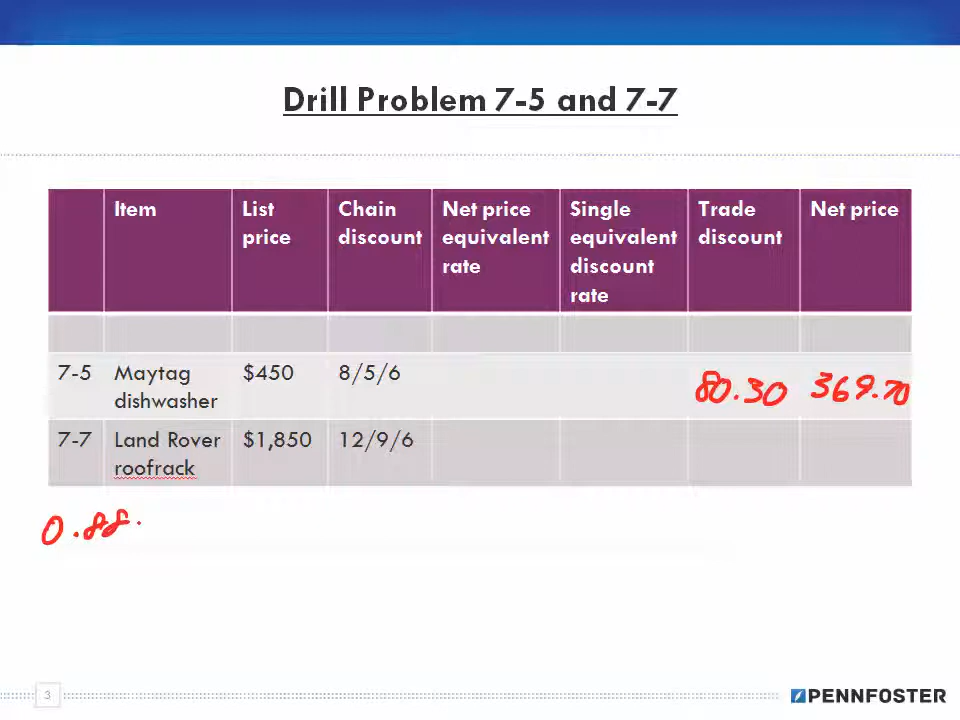 Drill Problem 7-5 and 7-7
Item List price Chain discount Net price equivalent rate Single equivalent discount rate Trade discount Net price
7-5 Maytag dishwasher $450 8/5/6 80.30 369.70
7-7 Land Rover roofrack $1,850 12/9/6
0.88.
3
PENNFOSTER